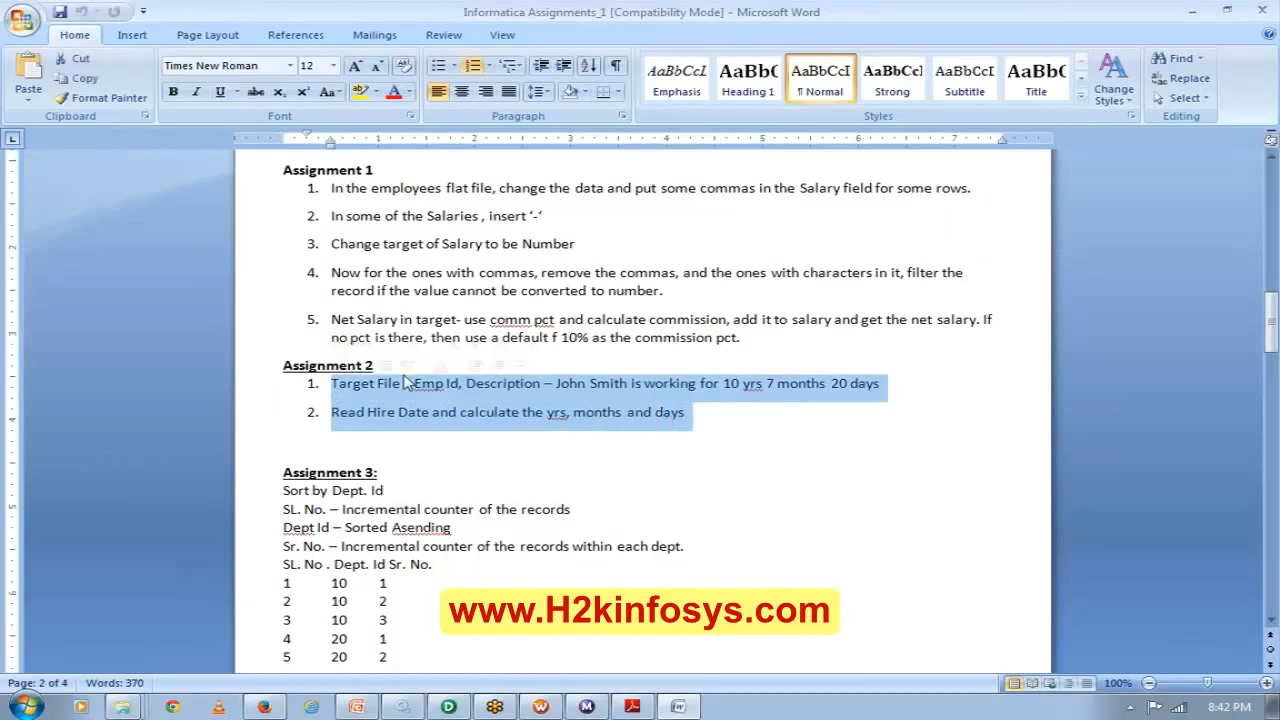 Informatica Assignments_1 [Compatibility Mode] - Microsoft Word
Home Insert Page Layout References Mailings Review View
Paste Cut Copy Format Painter
Times New Roman 12
AaBbCcI AaBbC AaBbCcI AaBbCcI AaBbCcI AaBbC
Emphasis Heading 1 ¶ Normal Strong Subtitle Title
Change Styles
Find Replace Select
Clipboard Font Paragraph Styles Editing
1 2 3 4 5 6 7
Assignment 1
1. In the employees flat file, change the data and put some commas in the Salary field for some rows.
2. In some of the Salaries , insert ‘-‘
3. Change target of Salary to be Number
4. Now for the ones with commas, remove the commas, and the ones with characters in it, filter the
record if the value cannot be converted to number.
5. Net Salary in target- use comm pct and calculate commission, add it to salary and get the net salary. If
no pct is there, then use a default f 10% as the commission pct.
Assignment 2
1. Target File Emp Id, Description – John Smith is working for 10 yrs 7 months 20 days
2. Read Hire Date and calculate the yrs, months and days
Assignment 3:
Sort by Dept. Id
SL. No. – Incremental counter of the records
Dept Id – Sorted Asending
Sr. No. – Incremental counter of the records within each dept.
SL. No . Dept. Id Sr. No.
1 10 1
2 10 2
3 10 3
4 20 1
5 20 2
www.H2kinfosys.com
Page: 2 of 4 Words: 370 100%
8:42 PM